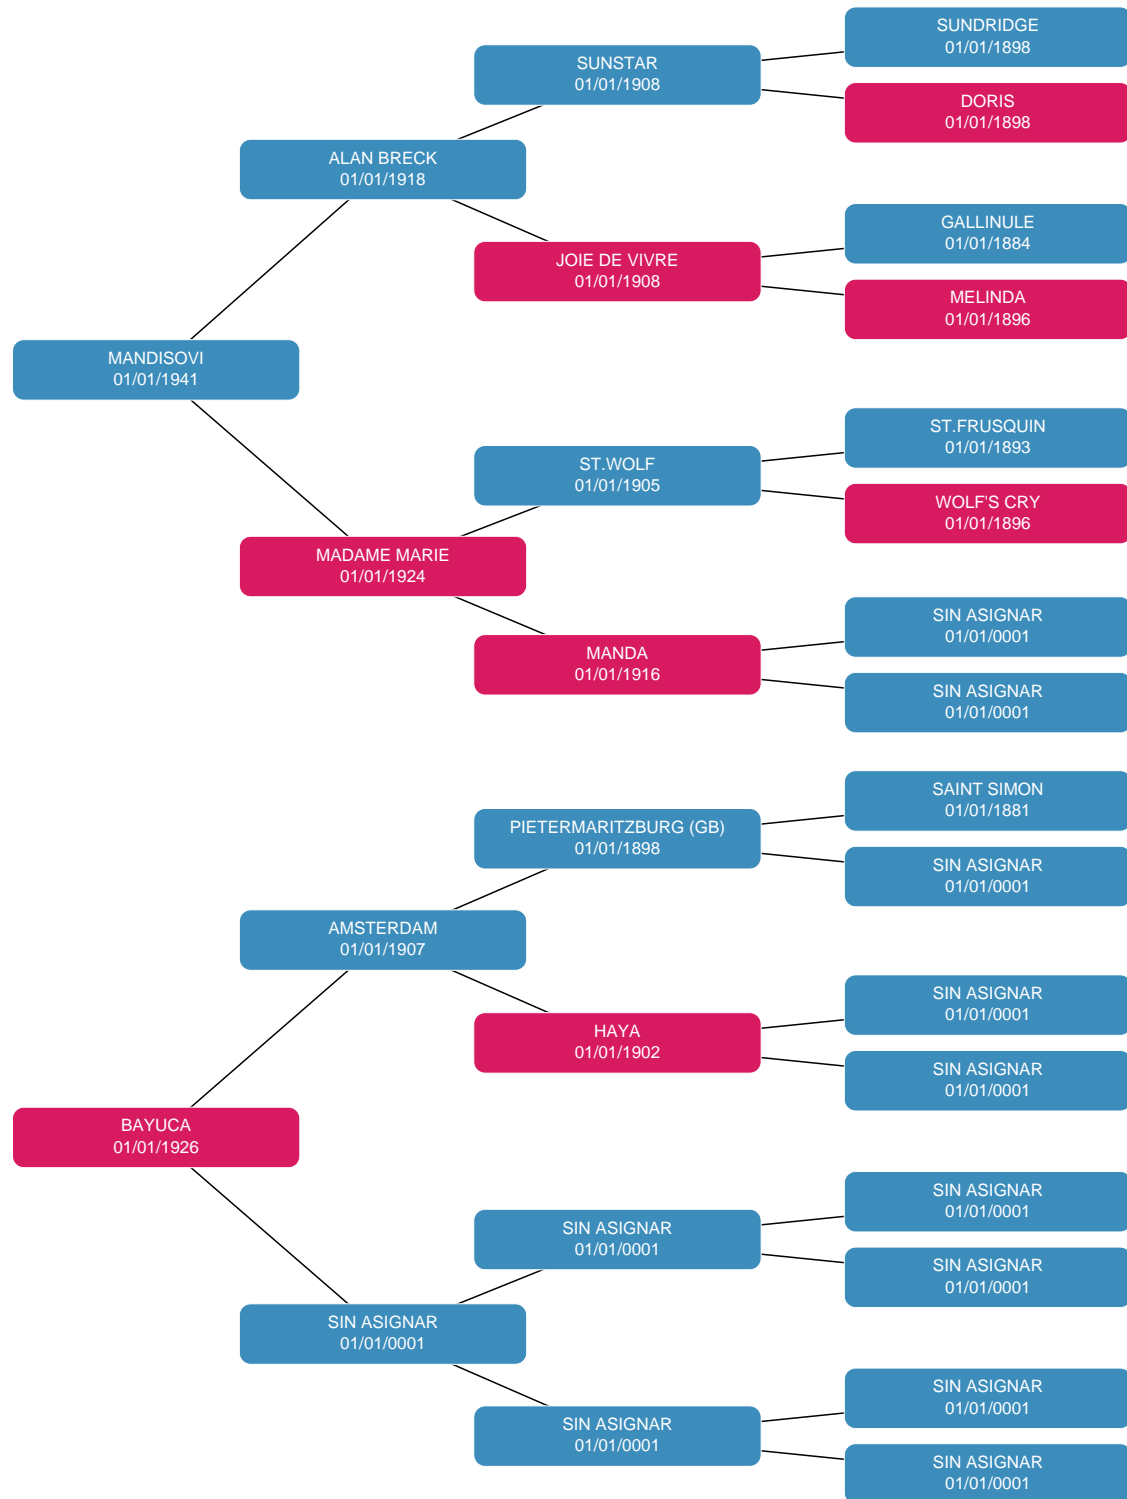 SUNDRIDGE
01/01/1898
SUNSTAR
01/01/1908
DORIS
01/01/1898
ALAN BRECK
01/01/1918
GALLINULE
01/01/1884
JOIE DE VIVRE
01/01/1908
MELINDA
01/01/1896
MANDISOVI
01/01/1941
ST.FRUSQUIN
01/01/1893
ST.WOLF
01/01/1905
WOLF'S CRY
01/01/1896
MADAME MARIE
01/01/1924
SIN ASIGNAR
01/01/0001
MANDA
01/01/1916
SIN ASIGNAR
01/01/0001
SAINT SIMON
01/01/1881
PIETERMARITZBURG (GB)
01/01/1898
SIN ASIGNAR
01/01/0001
AMSTERDAM
01/01/1907
SIN ASIGNAR
01/01/0001
HAYA
01/01/1902
SIN ASIGNAR
01/01/0001
BAYUCA
01/01/1926
SIN ASIGNAR
01/01/0001
SIN ASIGNAR
01/01/0001
SIN ASIGNAR
01/01/0001
SIN ASIGNAR
01/01/0001
SIN ASIGNAR
01/01/0001
SIN ASIGNAR
01/01/0001
SIN ASIGNAR
01/01/0001